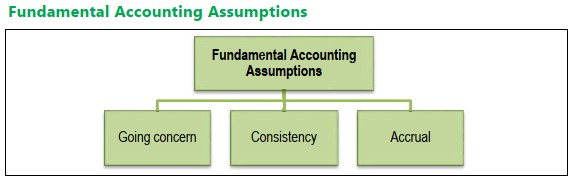 Fundamental Accounting Assumptions
Fundamental Accounting
Assumptions
Going concern
Consistency
Accrual